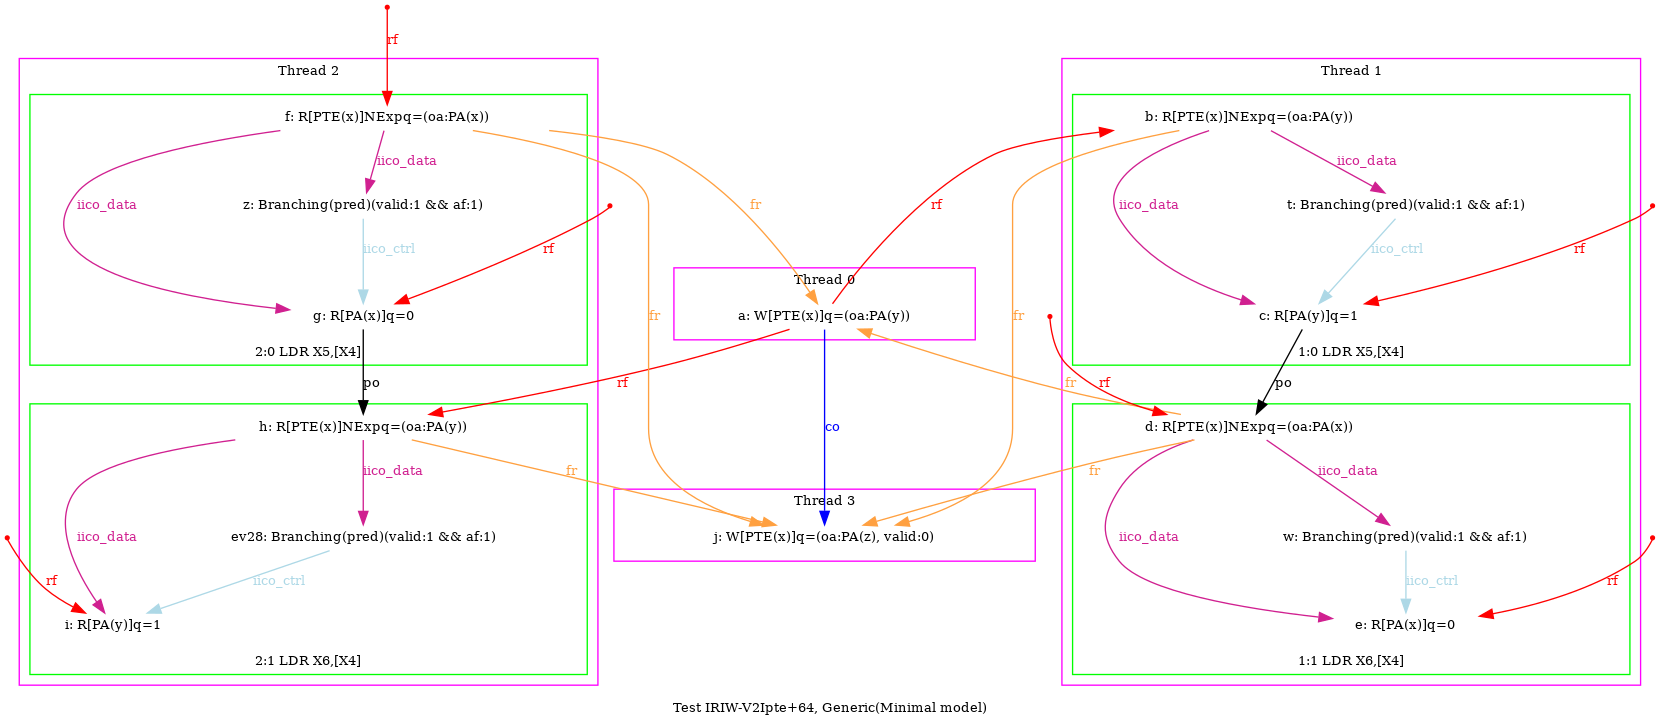 rf
Thread 2
Thread 1
f: R[PTE(x)]NExpq=(oa:PA(x))
b: R[PTE(x)]NExpq=(oa:PA(y))
iico_data
iico_data
iico_data
fr
rf
iico_data
z: Branching(pred)(valid:1 && af:1)
t: Branching(pred)(valid:1 && af:1)
iico_ctrl
rf
iico_ctrl
rf
Thread 0
g: R[PA(x)]q=0
fr
a: W[PTE(x)]q=(oa:PA(y))
fr
c: R[PA(y)]q=1
2:0 LDR X5,[X4]
1:0 LDR X5,[X4]
po
rf
fr
rf
po
h: R[PTE(x)]NExpq=(oa:PA(y))
co
d: R[PTE(x)]NExpq=(oa:PA(x))
iico_data
fr
fr
iico_data
Thread 3
iico_data
ev28: Branching(pred)(valid:1 && af:1)
j: W[PTE(x)]q=(oa:PA(z), valid:0)
iico_data
w: Branching(pred)(valid:1 && af:1)
rf
iico_ctrl
iico_ctrl
rf
i: R[PA(y)]q=1
e: R[PA(x)]q=0
2:1 LDR X6,[X4]
1:1 LDR X6,[X4]
Test IRIW-V2Ipte+64, Generic(Minimal model)